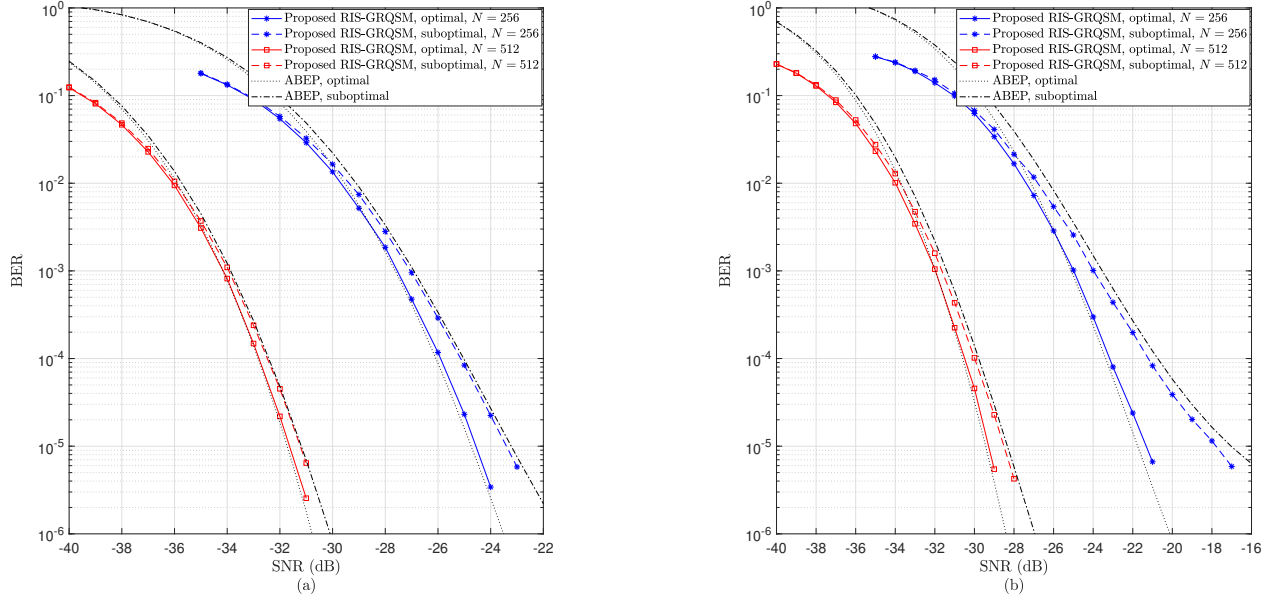 10^0
10^-1
10^-2
10^-3
10^-4
10^-5
10^-6
BER
-40 -38 -36 -34 -32 -30 -28 -26 -24 -22
SNR (dB)
(a)
Proposed RIS-GRQSM, optimal, N = 256
Proposed RIS-GRQSM, suboptimal, N = 256
Proposed RIS-GRQSM, optimal, N = 512
Proposed RIS-GRQSM, suboptimal, N = 512
ABEP, optimal
ABEP, suboptimal
10^0
10^-1
10^-2
10^-3
10^-4
10^-5
10^-6
BER
-40 -38 -36 -34 -32 -30 -28 -26 -24 -22 -20 -18 -16
SNR (dB)
(b)
Proposed RIS-GRQSM, optimal, N = 256
Proposed RIS-GRQSM, suboptimal, N = 256
Proposed RIS-GRQSM, optimal, N = 512
Proposed RIS-GRQSM, suboptimal, N = 512
ABEP, optimal
ABEP, suboptimal